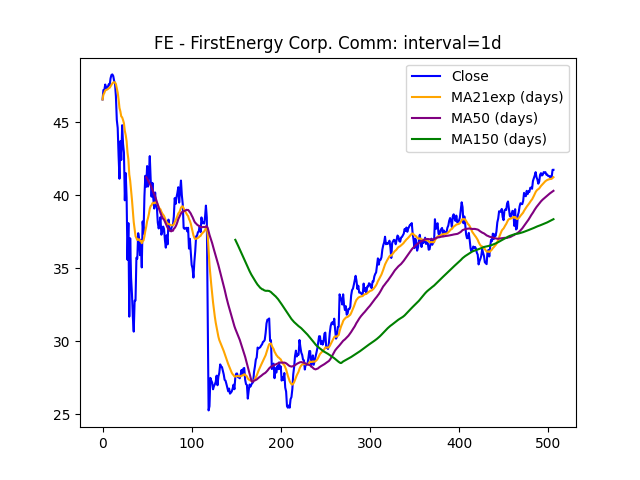 FE - FirstEnergy Corp. Comm: interval=1d
Close
MA21exp (days)
MA50 (days)
MA150 (days)
45
40
35
30
25
0 100 200 300 400 500